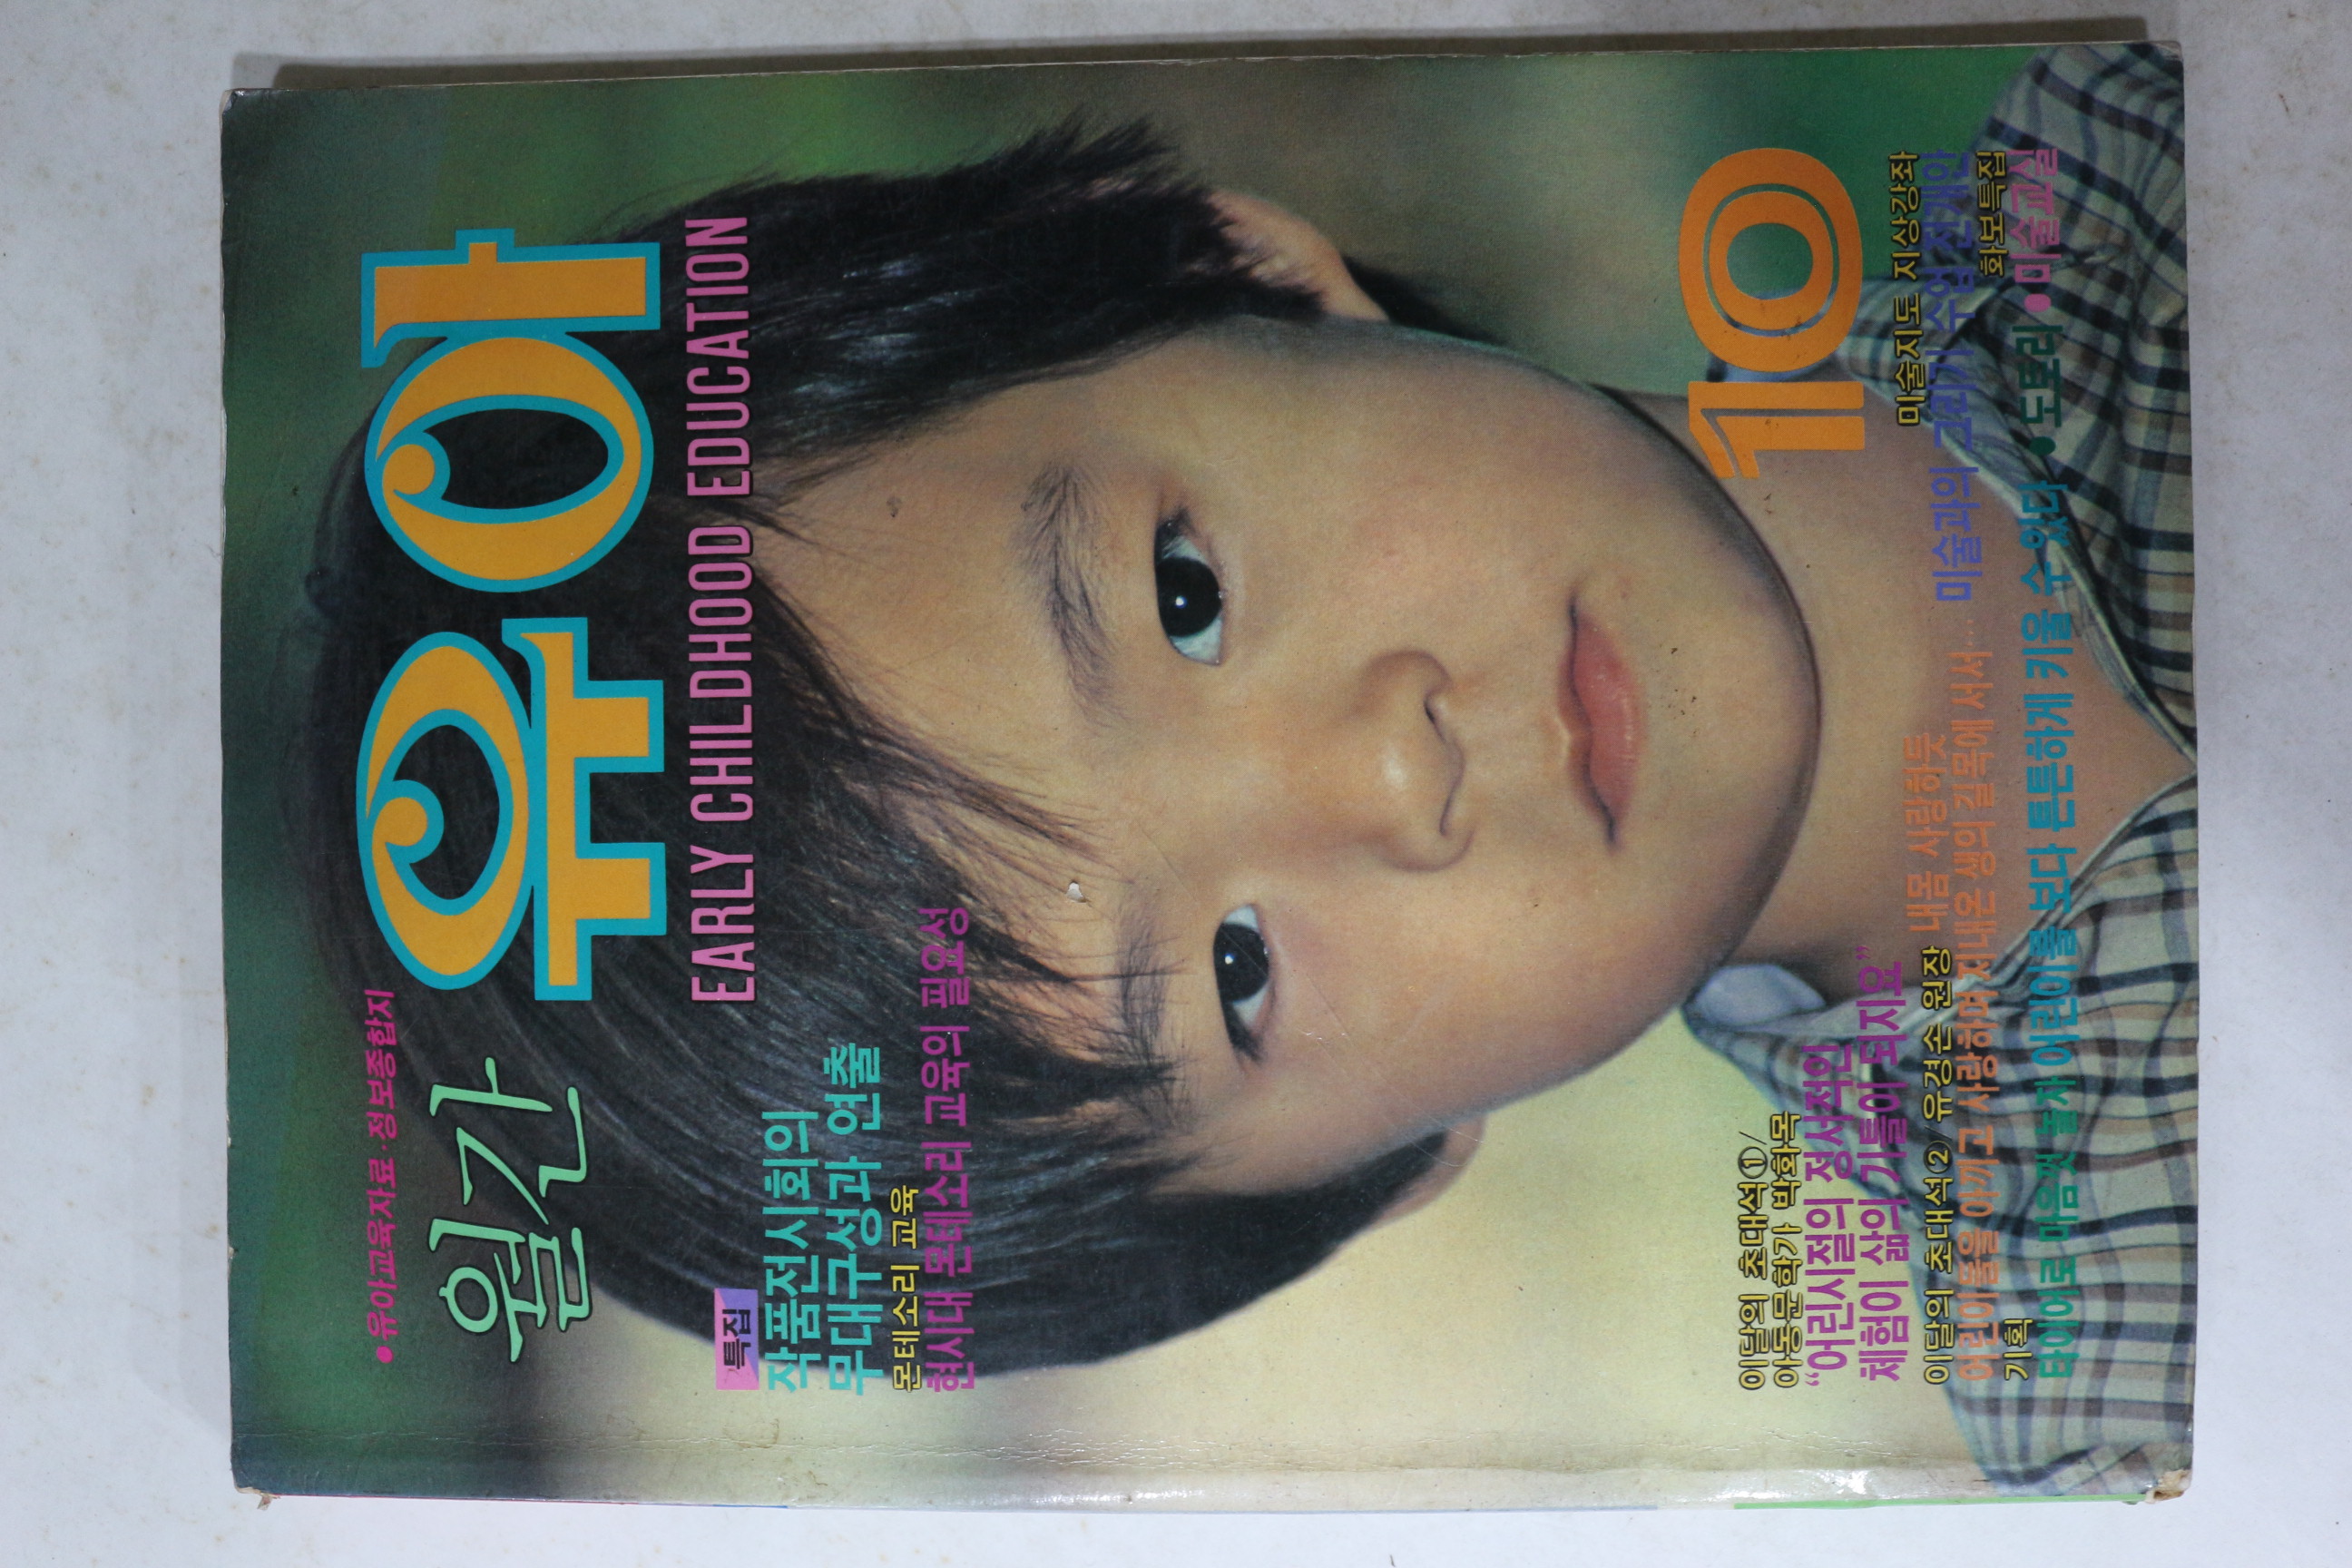 ●유아교육자료·정보종합지
월간
유아
EARLY CHILDHOOD EDUCATION
특집
작품전시회의
무대구성과 연출
몬테소리 교육
현시대 몬테소리 교육의 필요성
10
이달의 초대석①/
아동문학가 박화목
“어린시절의 정서적인
체험이 삶의 기틀이 되지요”
이달의 초대석②/유경손 원장
내몸 사랑하듯
어린이들을 아끼고 사랑하며 지내온 생의 길목에 서서…
기획
타이어로 마음껏 놀자 어린이를 보다 튼튼하게 키울 수 있다
미술지도 지상강좌
미술과의 그리기 수업 전개안
화보특집
●도토리 ●미술교실